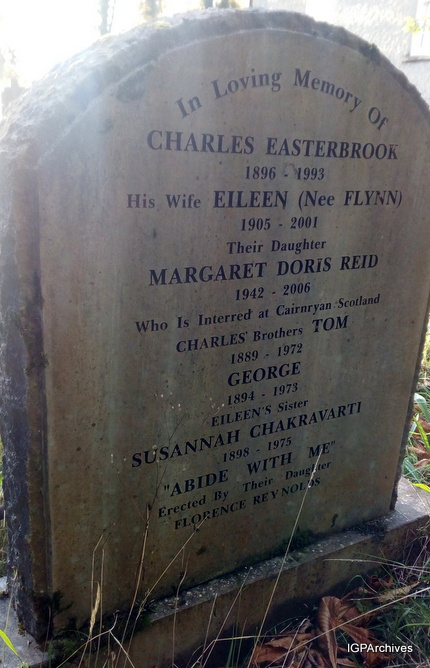 In Loving Memory Of
CHARLES EASTERBROOK
1896 - 1993
His Wife EILEEN (Nee FLYNN)
1905 - 2001
Their Daughter
MARGARET DORiS REID
1942 - 2006
Who Is Interred at Cairnryan Scotland
CHARLES' Brothers TOM
1889 - 1972
GEORGE
1894 - 1973
EILEEN'S Sister
SUSANNAH CHAKRAVARTI
1898 - 1975
"ABIDE WITH ME"
Erected By Their Daughter
FLORENCE REYNOLDS
IGPArchives